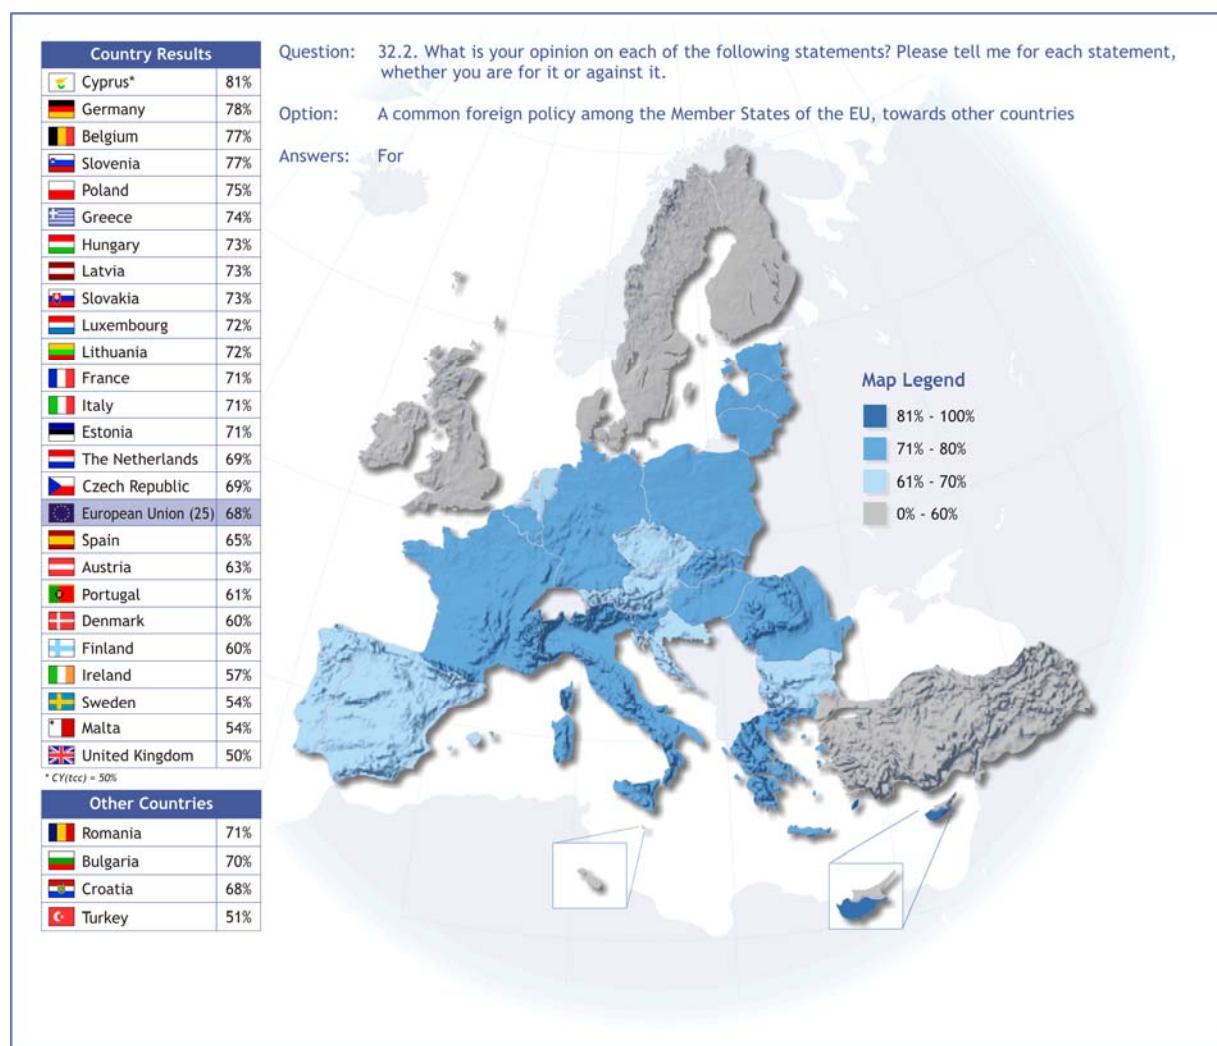 Country Results
Cyprus* 81%
Germany 78%
Belgium 77%
Slovenia 77%
Poland 75%
Greece 74%
Hungary 73%
Latvia 73%
Slovakia 73%
Luxembourg 72%
Lithuania 72%
France 71%
Italy 71%
Estonia 71%
The Netherlands 69%
Czech Republic 69%
European Union (25) 68%
Spain 65%
Austria 63%
Portugal 61%
Denmark 60%
Finland 60%
Ireland 57%
Sweden 54%
Malta 54%
United Kingdom 50%
* CY(tcc) = 50%
Other Countries
Romania 71%
Bulgaria 70%
Croatia 68%
Turkey 51%
Question: 32.2. What is your opinion on each of the following statements? Please tell me for each statement,
whether you are for it or against it.
Option: A common foreign policy among the Member States of the EU, towards other countries
Answers: For
Map Legend
81% - 100%
71% - 80%
61% - 70%
0% - 60%